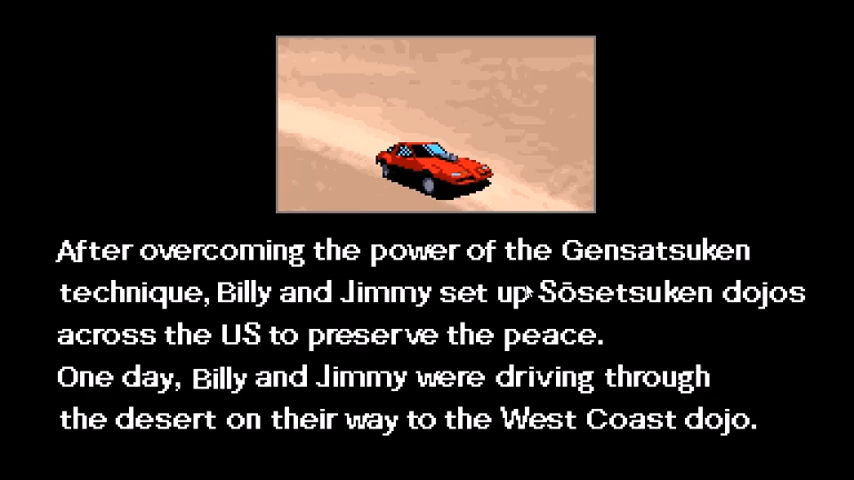 After overcoming the power of the Gensatsuken
technique, Billy and Jimmy set up Sōsetsuken dojos
across the US to preserve the peace.
One day, Billy and Jimmy were driving through
the desert on their way to the West Coast dojo.